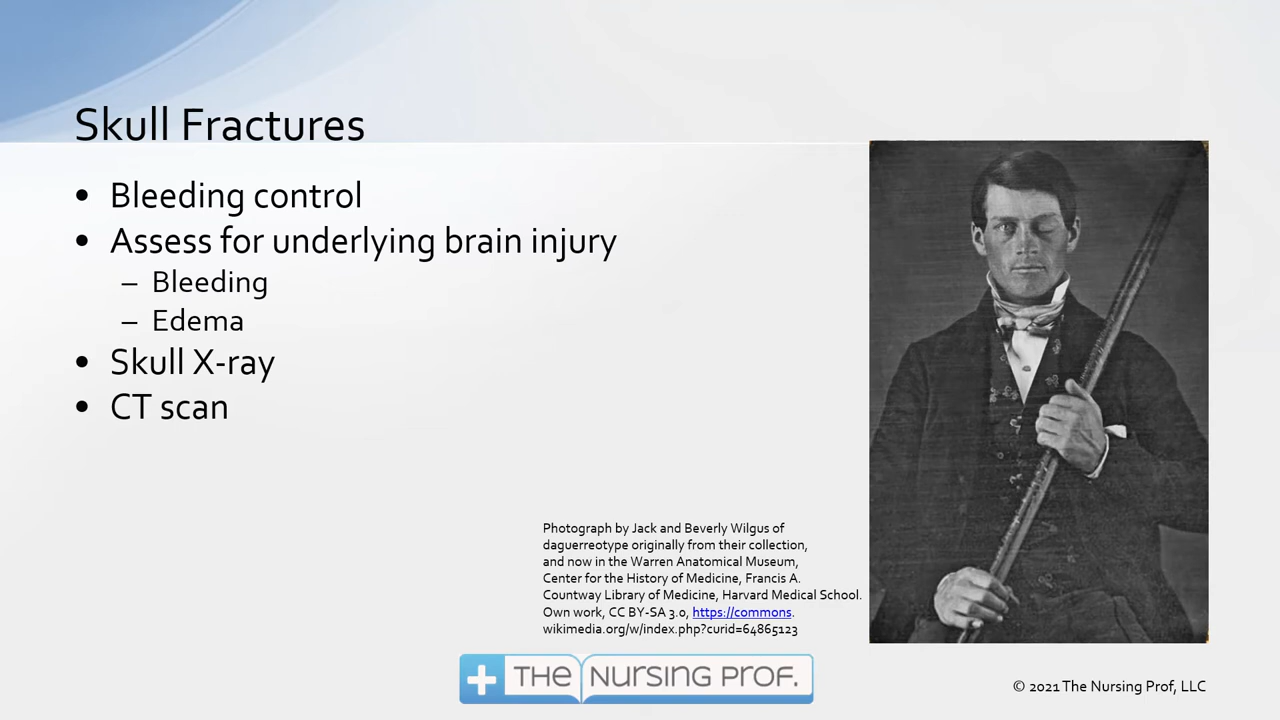 Skull Fractures
• Bleeding control
• Assess for underlying brain injury
– Bleeding
– Edema
• Skull X-ray
• CT scan
Photograph by Jack and Beverly Wilgus of
daguerreotype originally from their collection,
and now in the Warren Anatomical Museum,
Center for the History of Medicine, Francis A.
Countway Library of Medicine, Harvard Medical School.
Own work, CC BY-SA 3.0, https://commons.
wikimedia.org/w/index.php?curid=64865123
THE NURSING PROF.
© 2021 The Nursing Prof, LLC